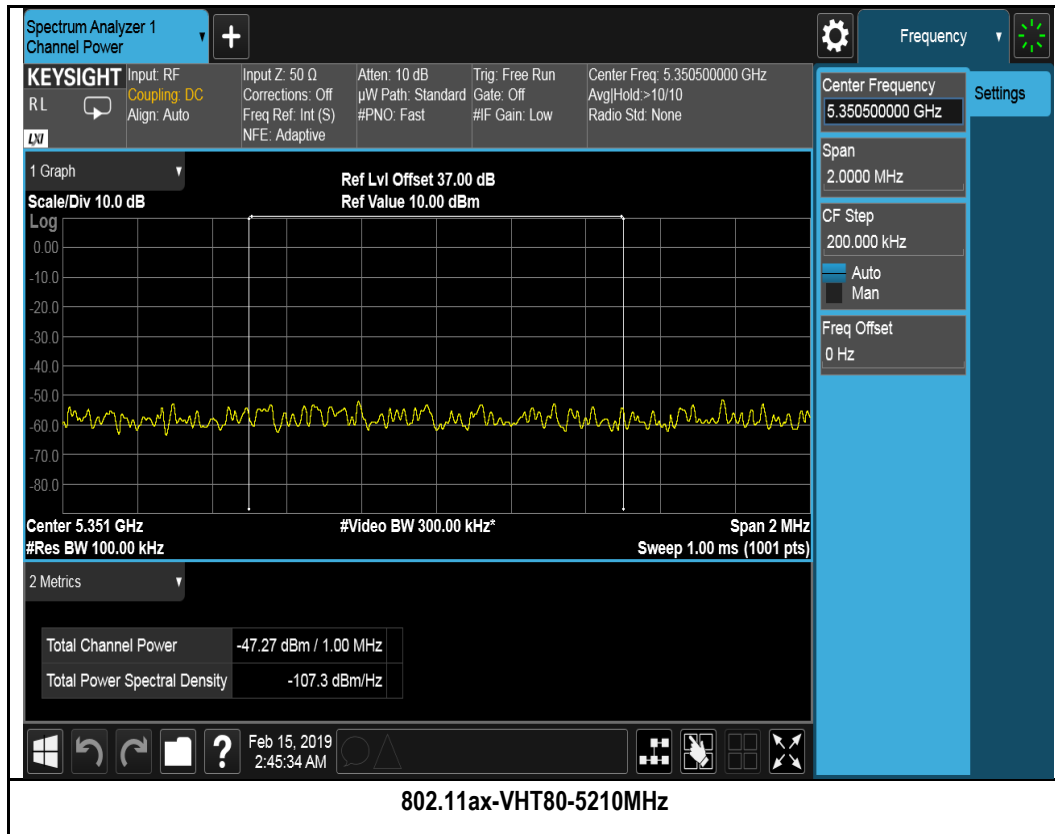 Spectrum Analyzer 1
Channel Power
+
Frequency
KEYSIGHT
RL
LXI
Input: RF
Coupling: DC
Align: Auto
Input Z: 50 Ω
Corrections: Off
Freq Ref: Int (S)
NFE: Adaptive
Atten: 10 dB
µW Path: Standard
#PNO: Fast
Trig: Free Run
Gate: Off
#IF Gain: Low
Center Freq: 5.350500000 GHz
Avg|Hold:>10/10
Radio Std: None
Center Frequency
5.350500000 GHz
Settings
Span
2.0000 MHz
CF Step
200.000 kHz
Auto
Man
Freq Offset
0 Hz
1 Graph
Scale/Div 10.0 dB
Ref Lvl Offset 37.00 dB
Ref Value 10.00 dBm
Log
0.00
-10.0
-20.0
-30.0
-40.0
-50.0
-60.0
-70.0
-80.0
Center 5.351 GHz
#Video BW 300.00 kHz*
Span 2 MHz
#Res BW 100.00 kHz
Sweep 1.00 ms (1001 pts)
2 Metrics
Total Channel Power -47.27 dBm / 1.00 MHz
Total Power Spectral Density -107.3 dBm/Hz
?
Feb 15, 2019
2:45:34 AM
802.11ax-VHT80-5210MHz